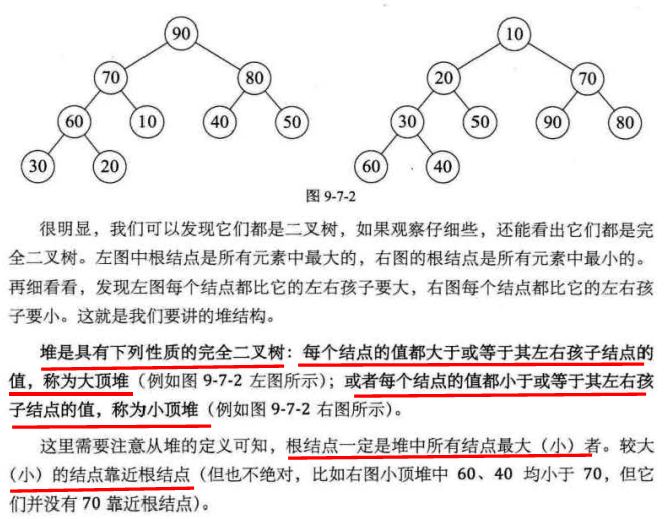 90 10
70 80 20 70
60 10 40 50 30 50 90 80
30 20 60 40
图 9-7-2
很明显，我们可以发现它们都是二叉树，如果观察仔细些，还能看出它们都是完
全二叉树。左图中根结点是所有元素中最大的，右图的根结点是所有元素中最小的。
再细看看，发现左图每个结点都比它的左右孩子要大，右图每个结点都比它的左右孩
子要小。这就是我们要讲的堆结构。
堆是具有下列性质的完全二叉树：每个结点的值都大于或等于其左右孩子结点的
值，称为大顶堆（例如图 9-7-2 左图所示）；或者每个结点的值都小于或等于其左右孩
子结点的值，称为小顶堆（例如图 9-7-2 右图所示）。
这里需要注意从堆的定义可知，根结点一定是堆中所有结点最大（小）者。较大
（小）的结点靠近根结点（但也不绝对，比如右图小顶堆中 60、40 均小于 70，但它
们并没有 70 靠近根结点）。